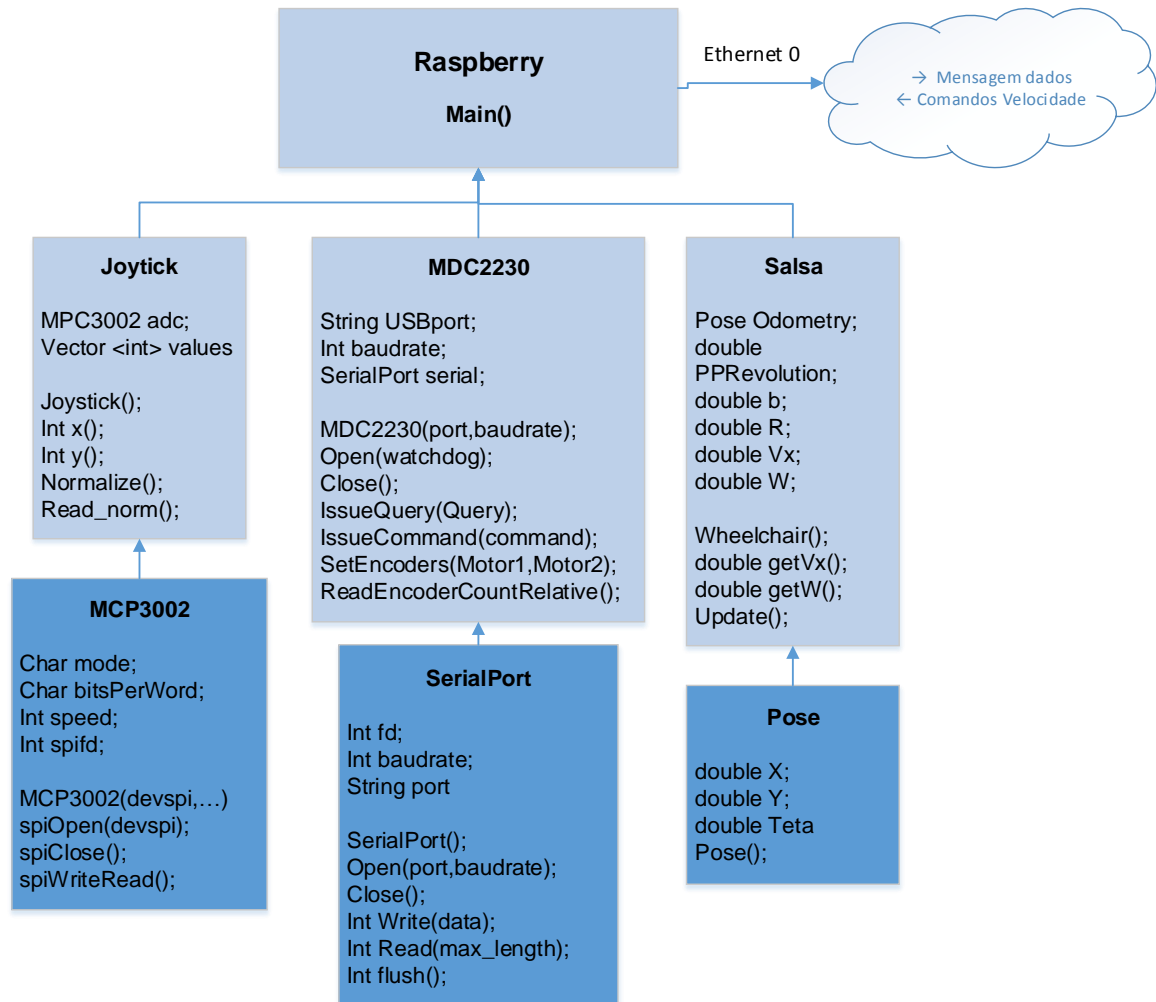 Raspberry
Main()
Ethernet 0
→ Mensagem dados
← Comandos Velocidade
Joytick
MPC3002 adc;
Vector <int> values
Joystick();
Int x();
Int y();
Normalize();
Read_norm();
MDC2230
String USBport;
Int baudrate;
SerialPort serial;
MDC2230(port,baudrate);
Open(watchdog);
Close();
IssueQuery(Query);
IssueCommand(command);
SetEncoders(Motor1,Motor2);
ReadEncoderCountRelative();
Salsa
Pose Odometry;
double
PPRevolution;
double b;
double R;
double Vx;
double W;
Wheelchair();
double getVx();
double getW();
Update();
MCP3002
Char mode;
Char bitsPerWord;
Int speed;
Int spifd;
MCP3002(devspi,…)
spiOpen(devspi);
spiClose();
spiWriteRead();
SerialPort
Int fd;
Int baudrate;
String port
SerialPort();
Open(port,baudrate);
Close();
Int Write(data);
Int Read(max_length);
Int flush();
Pose
double X;
double Y;
double Teta
Pose();